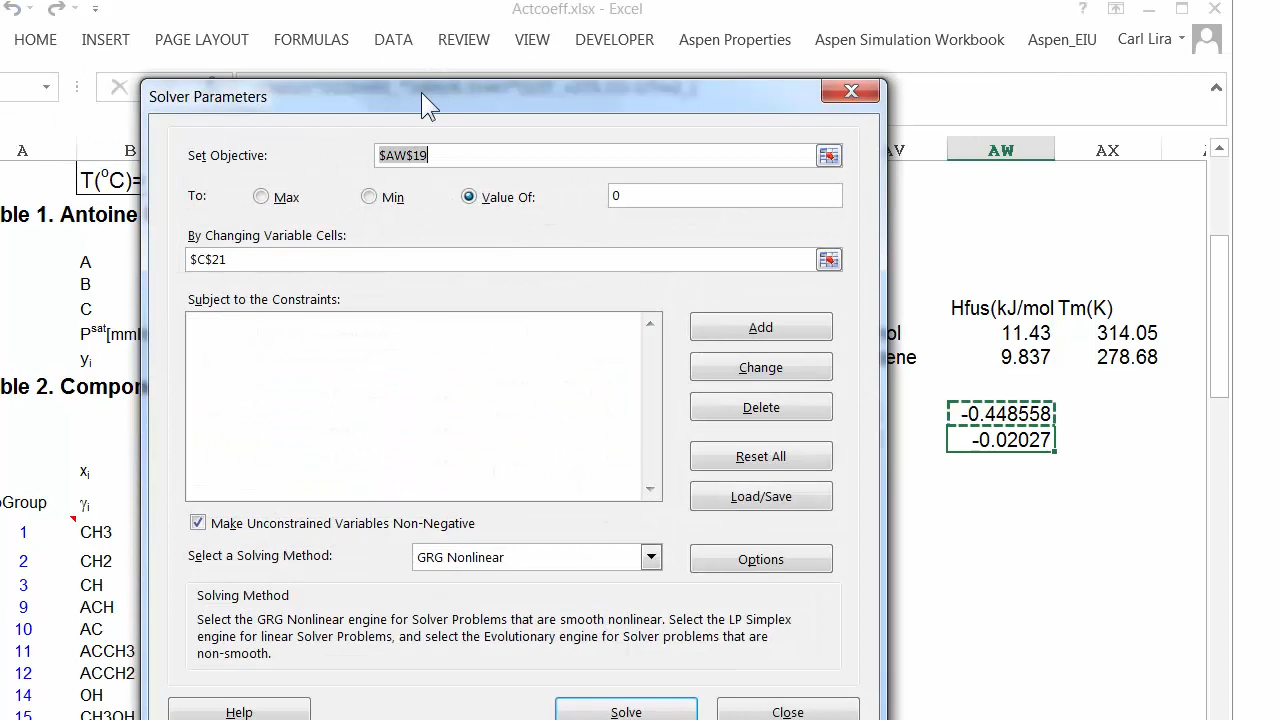 Actcoeff.xlsx - Excel
?
HOME INSERT PAGE LAYOUT FORMULAS DATA REVIEW VIEW DEVELOPER Aspen Properties Aspen Simulation Workbook Aspen_EIU Carl Lira
Solver Parameters
A B AV AW AX
Set Objective: $AW$19
T(°C)=
To: Max Min Value Of: 0
ble 1. Antoine
By Changing Variable Cells:
$C$21
A
B
C
Subject to the Constraints:
Hfus(kJ/mol Tm(K)
Psat[mmH
ol 11.43 314.05
yi
ene 9.837 278.68
Add
Change
Delete
Reset All
Load/Save
ble 2. Compon
-0.448558
-0.02027
xi
Group γi
Make Unconstrained Variables Non-Negative
1 CH3
Select a Solving Method: GRG Nonlinear Options
2 CH2
3 CH
Solving Method
9 ACH
Select the GRG Nonlinear engine for Solver Problems that are smooth nonlinear. Select the LP Simplex
10 AC
engine for linear Solver Problems, and select the Evolutionary engine for Solver problems that are
11 ACCH3
non-smooth.
12 ACCH2
14 OH
15 CH3OH
Help Solve Close